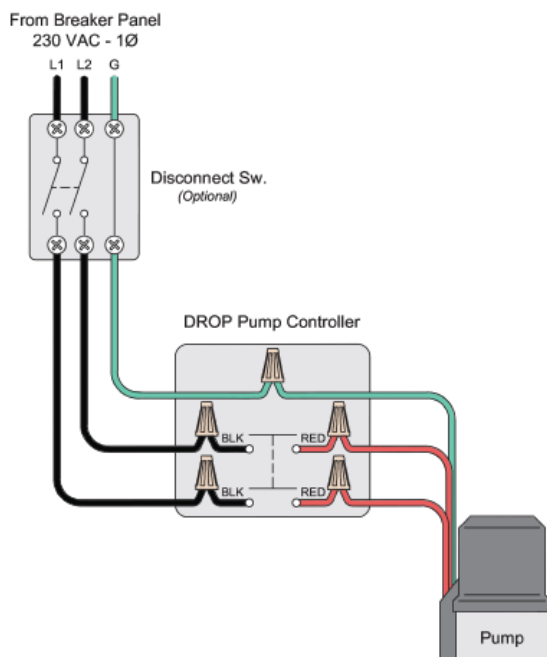 From Breaker Panel
230 VAC - 1Ø
L1 L2 G
Disconnect Sw.
(Optional)
DROP Pump Controller
BLK RED
BLK RED
Pump